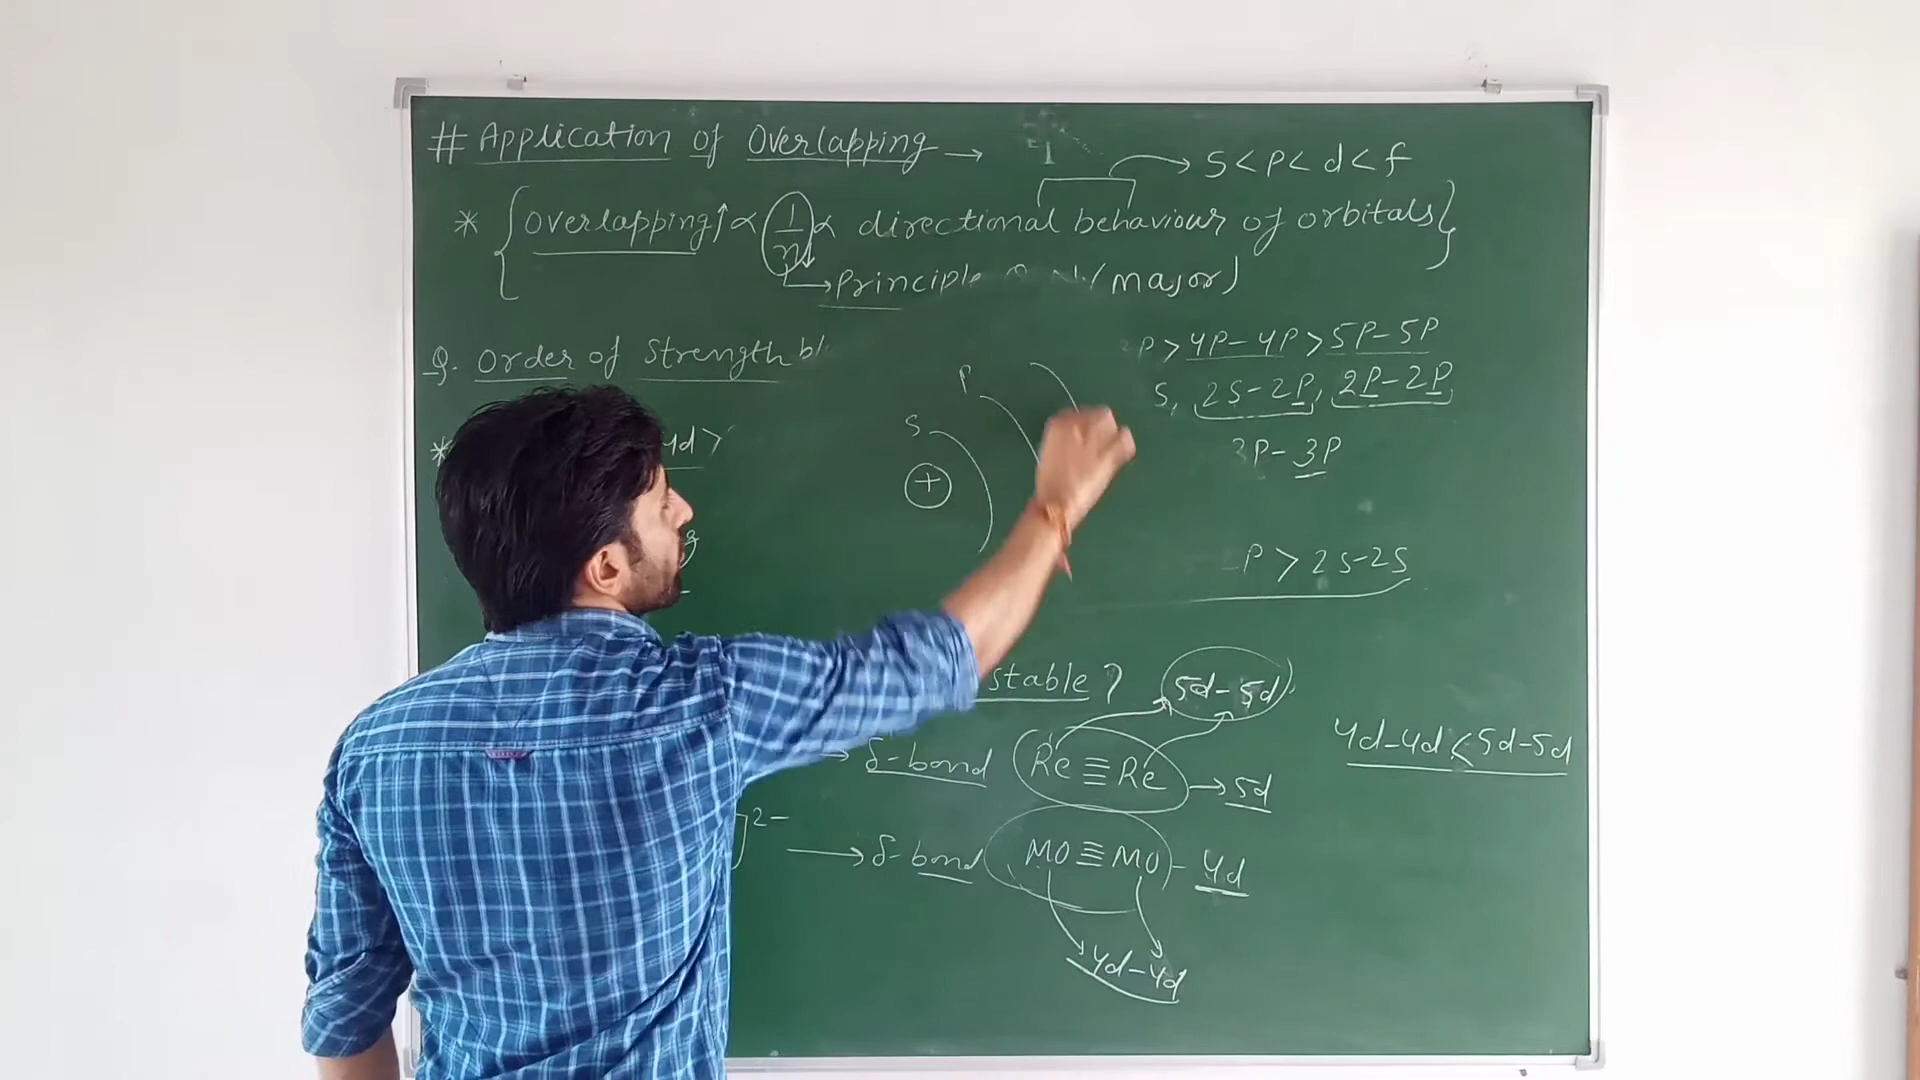 # Application of Overlapping → S < P < d < f
* { overlapping↑ ∝ 1/n↓ ∝ directional behaviour of orbitals }
→ Principle (major)
Q. Order of Strength b/
P > 4P-4P > 5P-5P
S, 2S-2P, 2P-2P
* 4d >
3P-3P
S
P
+
P > 2S-2S
stable ?
5d-5d
→ δ-bond Re≣Re → 5d
4d-4d < 5d-5d
]²⁻ → δ-bond MO≣MO - 4d
4d-4d